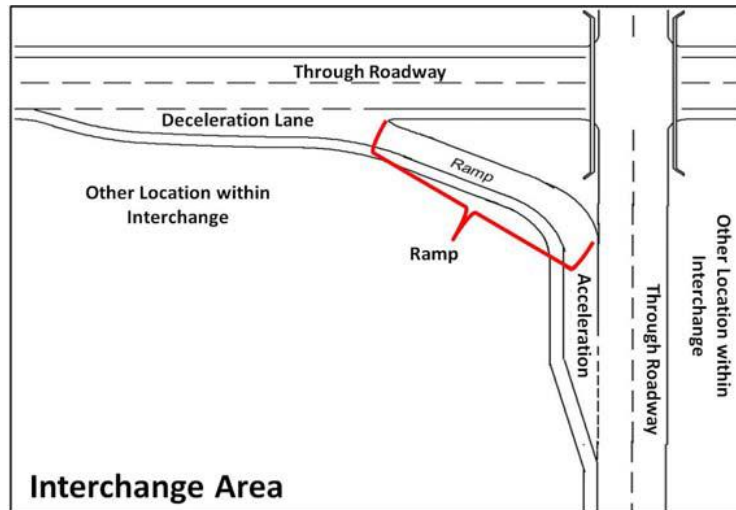 Through Roadway
Deceleration Lane
Ramp
Other Location within
Interchange
Ramp
Acceleration
Through Roadway
Other Location within
Interchange
Interchange Area